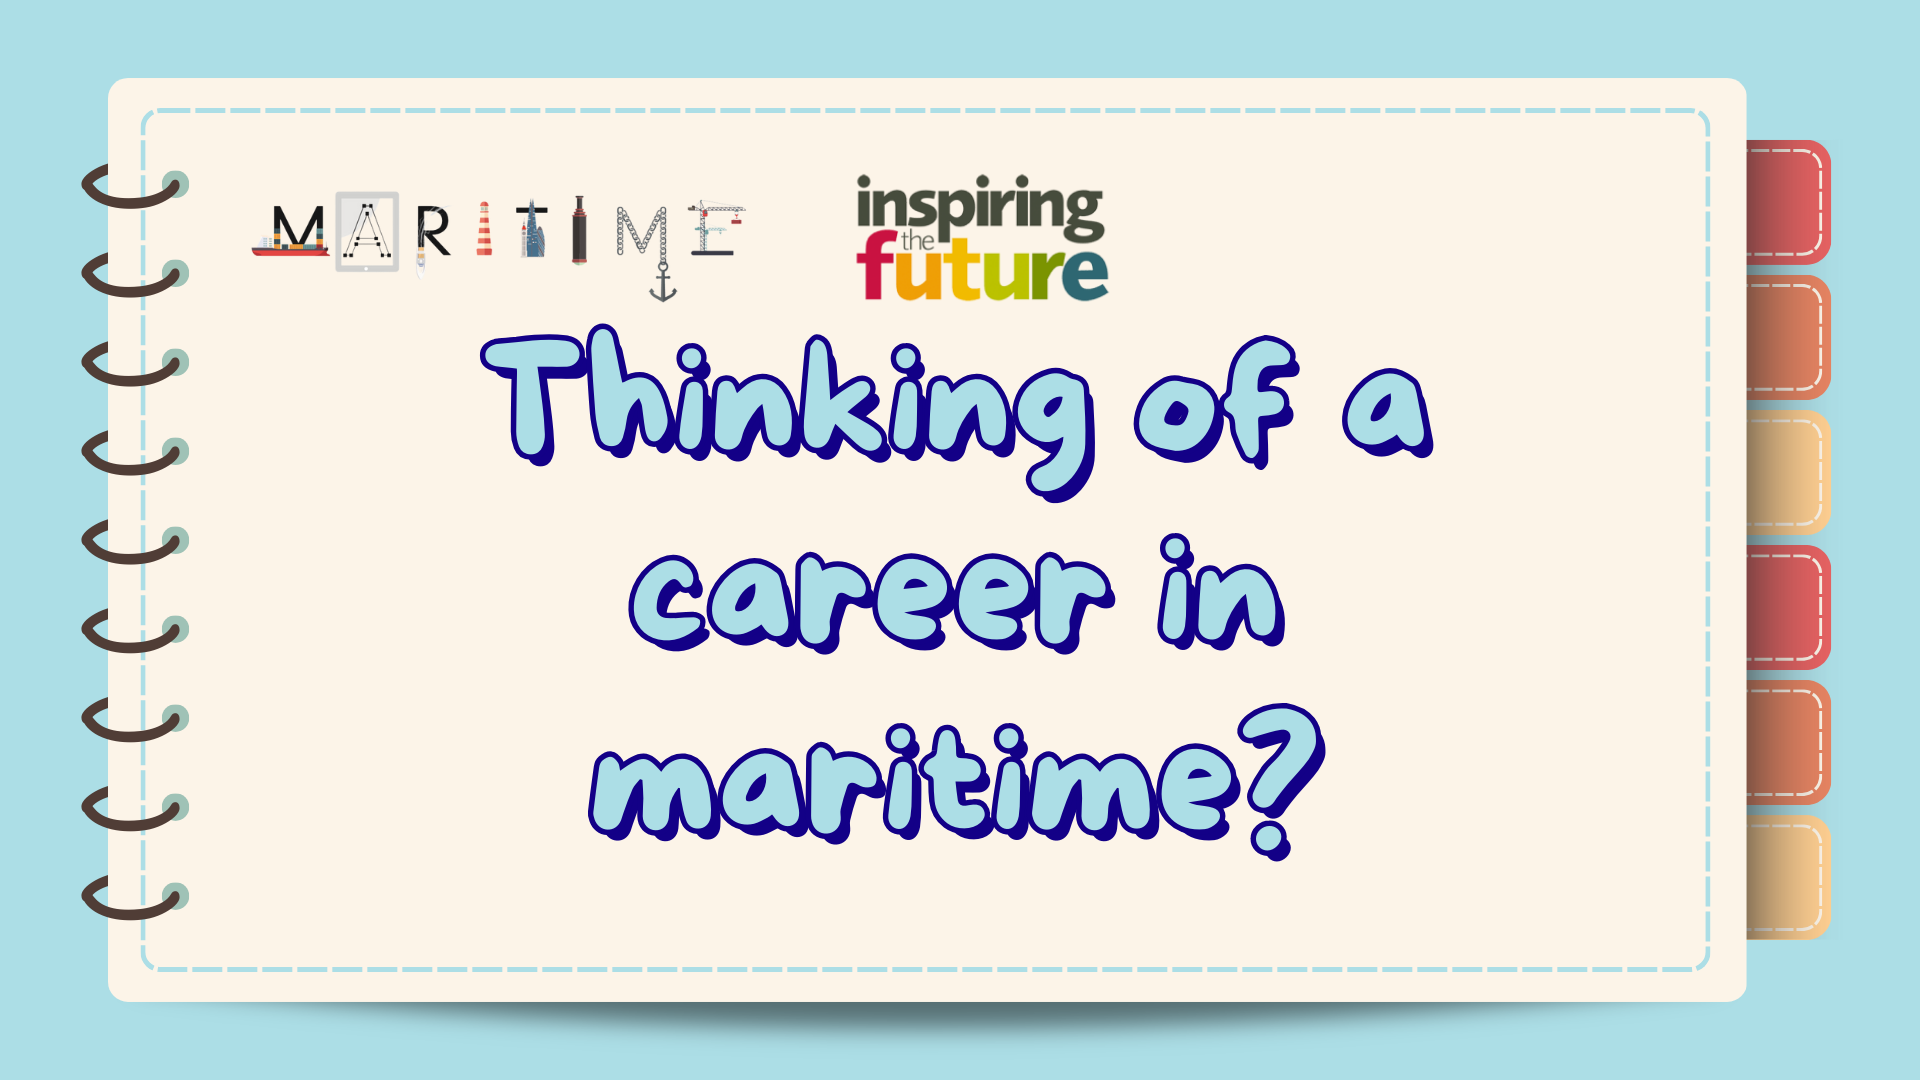 MARITIME
inspiring
the
future
Thinking of a
career in
maritime?